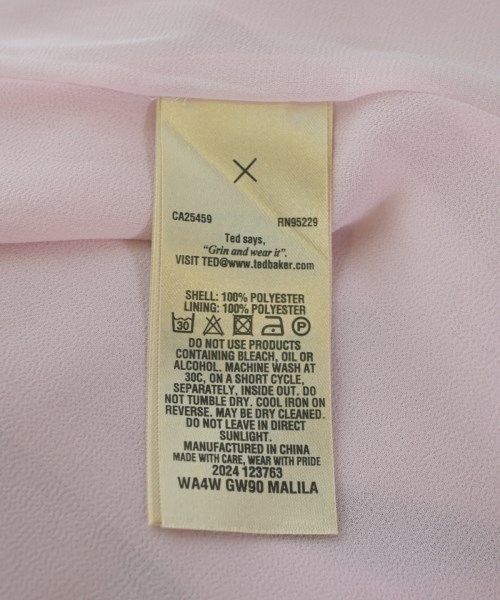 CA25459 RN95229
Ted says,
"Grin and wear it".
VISIT TED@www.tedbaker.com
SHELL: 100% POLYESTER
LINING: 100% POLYESTER
30 P
DO NOT USE PRODUCTS
CONTAINING BLEACH, OIL OR
ALCOHOL. MACHINE WASH AT
30C, ON A SHORT CYCLE,
SEPARATELY, INSIDE OUT. DO
NOT TUMBLE DRY. COOL IRON ON
REVERSE. MAY BE DRY CLEANED.
DO NOT LEAVE IN DIRECT
SUNLIGHT.
MANUFACTURED IN CHINA
MADE WITH CARE, WEAR WITH PRIDE
2024 123763
WA4W GW90 MALILA